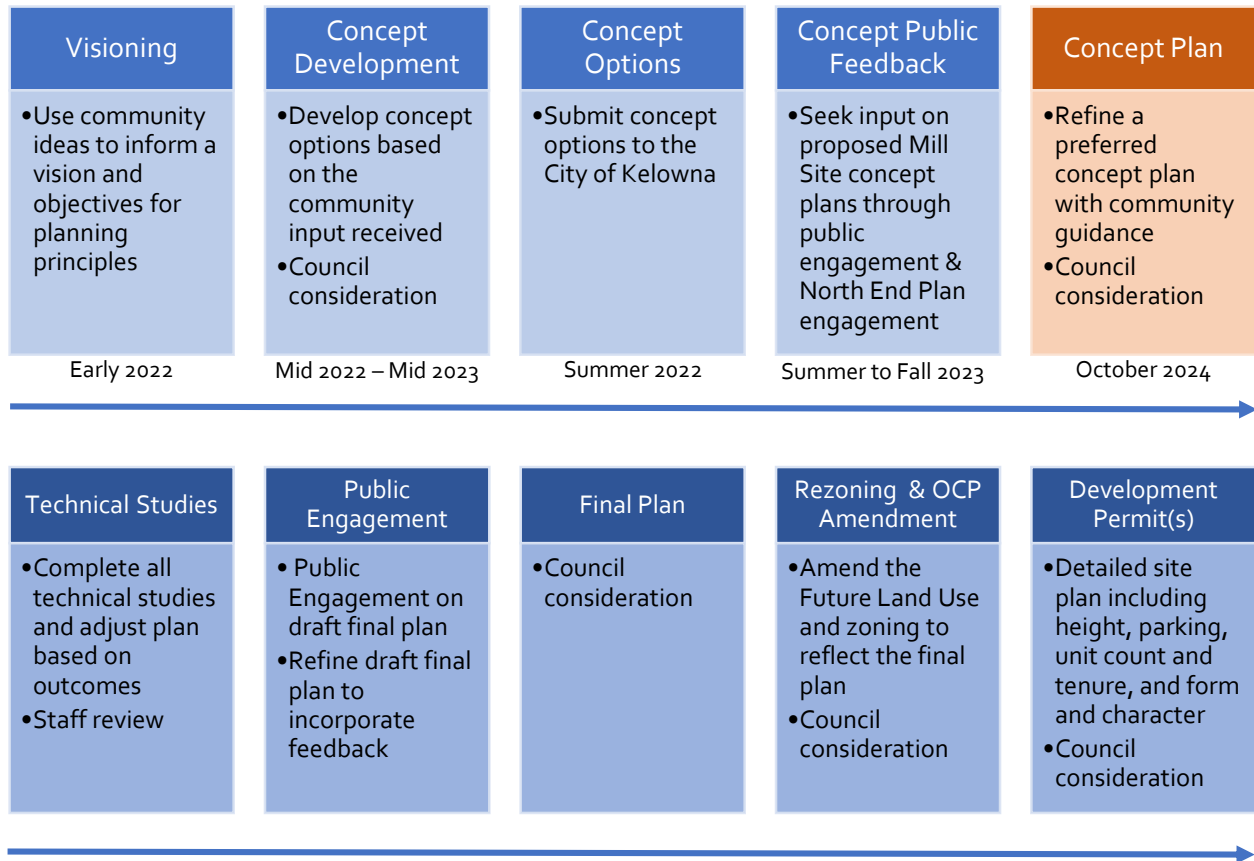 Visioning
•Use community
ideas to inform a
vision and
objectives for
planning
principles
Early 2022
Concept
Development
•Develop concept
options based on
the
community
input received
•Council
consideration
Mid 2022 – Mid 2023
Concept
Options
•Submit concept
options to the
City of Kelowna
Summer 2022
Concept Public
Feedback
•Seek input on
proposed Mill
Site concept
plans through
public
engagement &
North End Plan
engagement
Summer to Fall 2023
Concept Plan
•Refine a
preferred
concept plan
with community
guidance
•Council
consideration
October 2024
Technical Studies
•Complete all
technical studies
and adjust plan
based on
outcomes
•Staff review
Public
Engagement
• Public
Engagement on
draft final plan
•Refine draft final
plan to
incorporate
feedback
Final Plan
•Council
consideration
Rezoning & OCP
Amendment
•Amend the
Future Land Use
and zoning to
reflect the final
plan
•Council
consideration
Development
Permit(s)
•Detailed site
plan including
height, parking,
unit count and
tenure, and form
and character
•Council
consideration